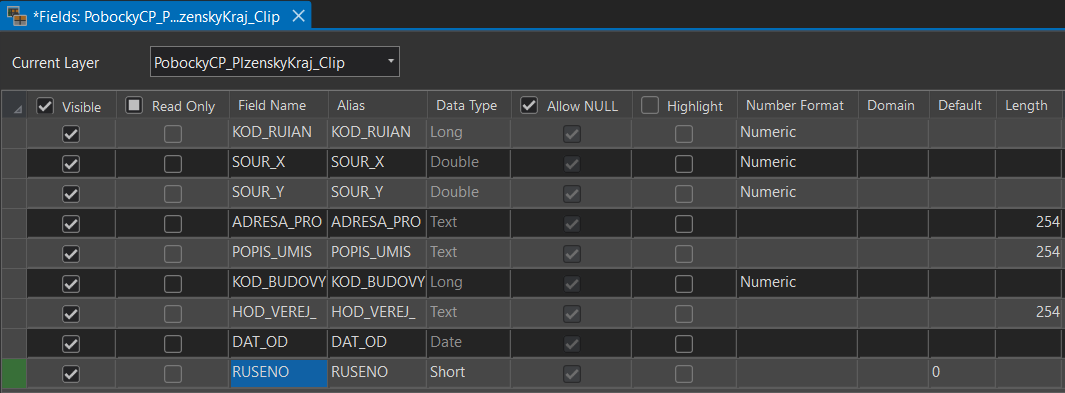 *Fields: PobockyCP_P...zenskyKraj_Clip
Current Layer PobockyCP_PlzenskyKraj_Clip
Visible Read Only Field Name Alias Data Type Allow NULL Highlight Number Format Domain Default Length
KOD_RUIAN KOD_RUIAN Long Numeric
SOUR_X SOUR_X Double Numeric
SOUR_Y SOUR_Y Double Numeric
ADRESA_PRO ADRESA_PRO Text 254
POPIS_UMIS POPIS_UMIS Text 254
KOD_BUDOVY KOD_BUDOVY Long Numeric
HOD_VEREJ_ HOD_VEREJ_ Text 254
DAT_OD DAT_OD Date
RUSENO RUSENO Short 0